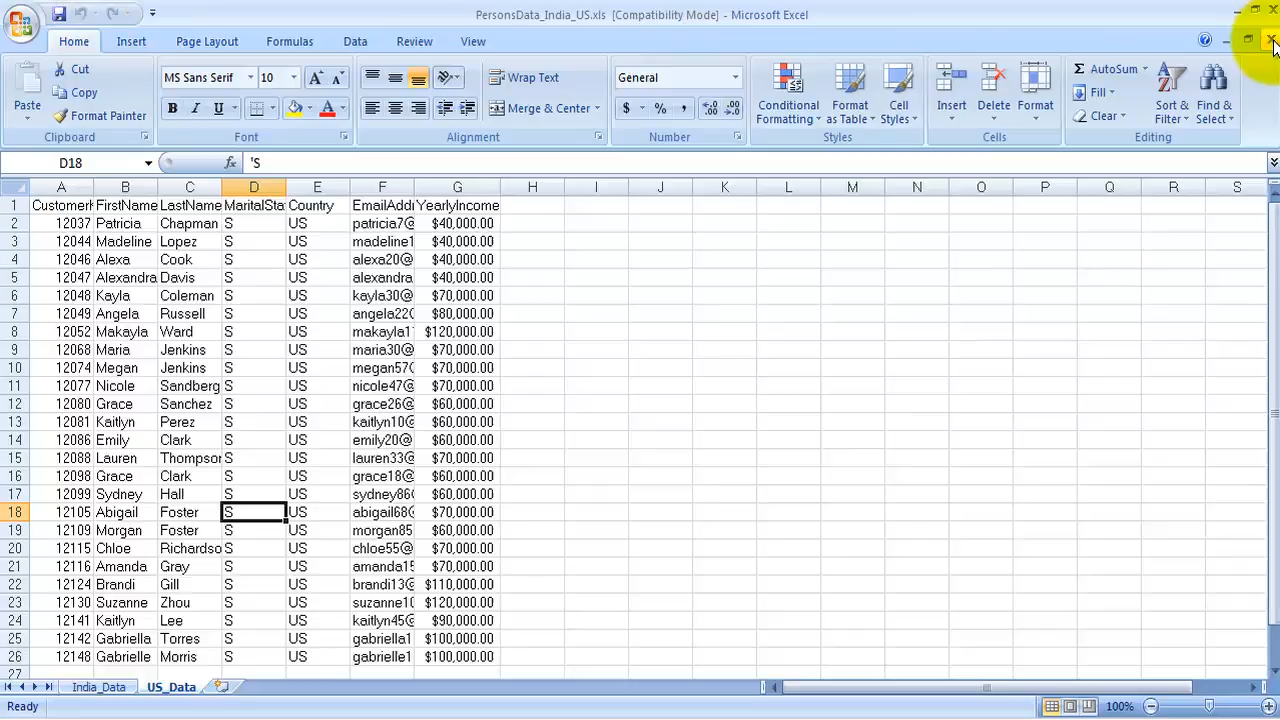 PersonsData_India_US.xls [Compatibility Mode] - Microsoft Excel
Home Insert Page Layout Formulas Data Review View
Paste Cut Copy Format Painter Clipboard
MS Sans Serif 10 B I U A A A Font
Wrap Text Merge & Center Alignment
General $ % , .0 .00 .00 .0 Number
Conditional Formatting Format as Table Cell Styles Styles
Insert Delete Format Cells
Σ AutoSum Fill Clear Sort & Filter Find & Select Editing
D18 fx 'S
A B C D E F G H I J K L M N O P Q R S
1 CustomerK FirstName LastName MaritalSta Country EmailAddr YearlyIncome
2 12037 Patricia Chapman S US patricia7@ $40,000.00
3 12044 Madeline Lopez S US madeline1 $40,000.00
4 12046 Alexa Cook S US alexa20@ $40,000.00
5 12047 Alexandra Davis S US alexandra $40,000.00
6 12048 Kayla Coleman S US kayla30@ $70,000.00
7 12049 Angela Russell S US angela22@ $80,000.00
8 12052 Makayla Ward S US makayla1 $120,000.00
9 12068 Maria Jenkins S US maria30@ $70,000.00
10 12074 Megan Jenkins S US megan57@ $70,000.00
11 12077 Nicole Sandberg S US nicole47@ $70,000.00
12 12080 Grace Sanchez S US grace26@ $60,000.00
13 12081 Kaitlyn Perez S US kaitlyn10@ $60,000.00
14 12086 Emily Clark S US emily20@ $60,000.00
15 12088 Lauren Thompson S US lauren33@ $70,000.00
16 12098 Grace Clark S US grace18@ $60,000.00
17 12099 Sydney Hall S US sydney86@ $60,000.00
18 12105 Abigail Foster S US abigail68@ $70,000.00
19 12109 Morgan Foster S US morgan85 $60,000.00
20 12115 Chloe Richardso S US chloe55@ $70,000.00
21 12116 Amanda Gray S US amanda15 $70,000.00
22 12124 Brandi Gill S US brandi13@ $110,000.00
23 12130 Suzanne Zhou S US suzanne10 $120,000.00
24 12141 Kaitlyn Lee S US kaitlyn45@ $90,000.00
25 12142 Gabriella Torres S US gabriella1 $100,000.00
26 12148 Gabrielle Morris S US gabrielle1 $100,000.00
27
India_Data US_Data
Ready 100%